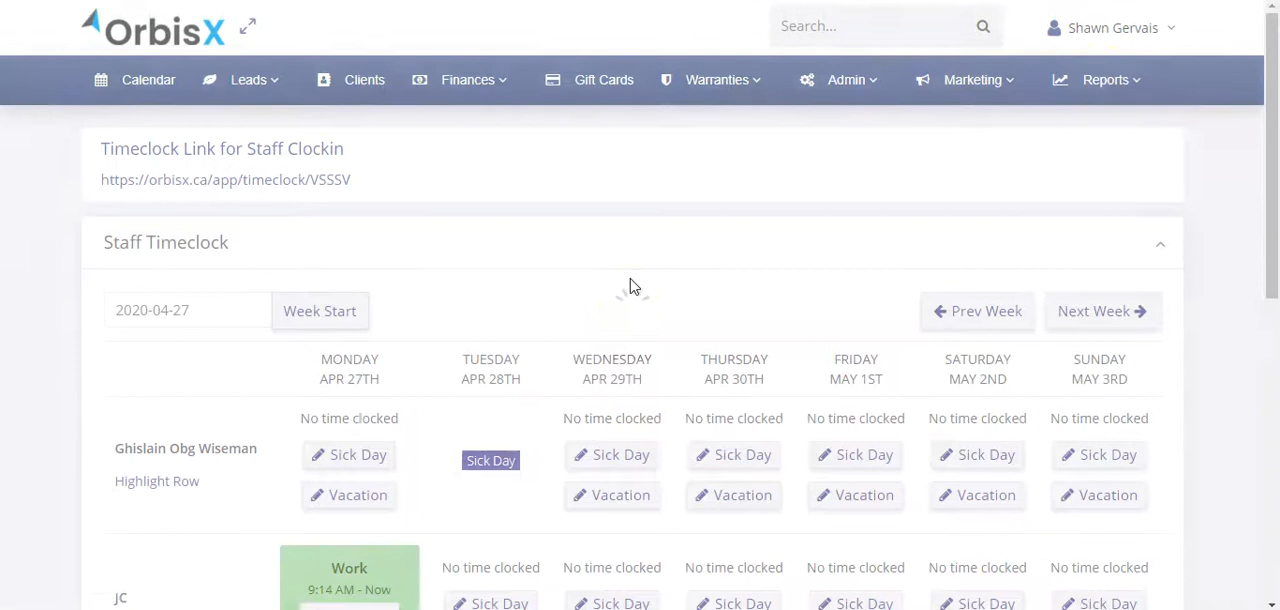 OrbisX
Search...
Shawn Gervais
Calendar
Leads
Clients
Finances
Gift Cards
Warranties
Admin
Marketing
Reports
Timeclock Link for Staff Clockin
https://orbisx.ca/app/timeclock/VSSSV
Staff Timeclock
2020-04-27
Week Start
Prev Week
Next Week
MONDAY
APR 27TH
TUESDAY
APR 28TH
WEDNESDAY
APR 29TH
THURSDAY
APR 30TH
FRIDAY
MAY 1ST
SATURDAY
MAY 2ND
SUNDAY
MAY 3RD
Ghislain Obg Wiseman
Highlight Row
No time clocked
Sick Day
Vacation
Sick Day
No time clocked
Sick Day
Vacation
No time clocked
Sick Day
Vacation
No time clocked
Sick Day
Vacation
No time clocked
Sick Day
Vacation
No time clocked
Sick Day
Vacation
JC
Work
9:14 AM - Now
No time clocked
Sick Day
No time clocked
Sick Day
No time clocked
Sick Day
No time clocked
Sick Day
No time clocked
Sick Day
No time clocked
Sick Day